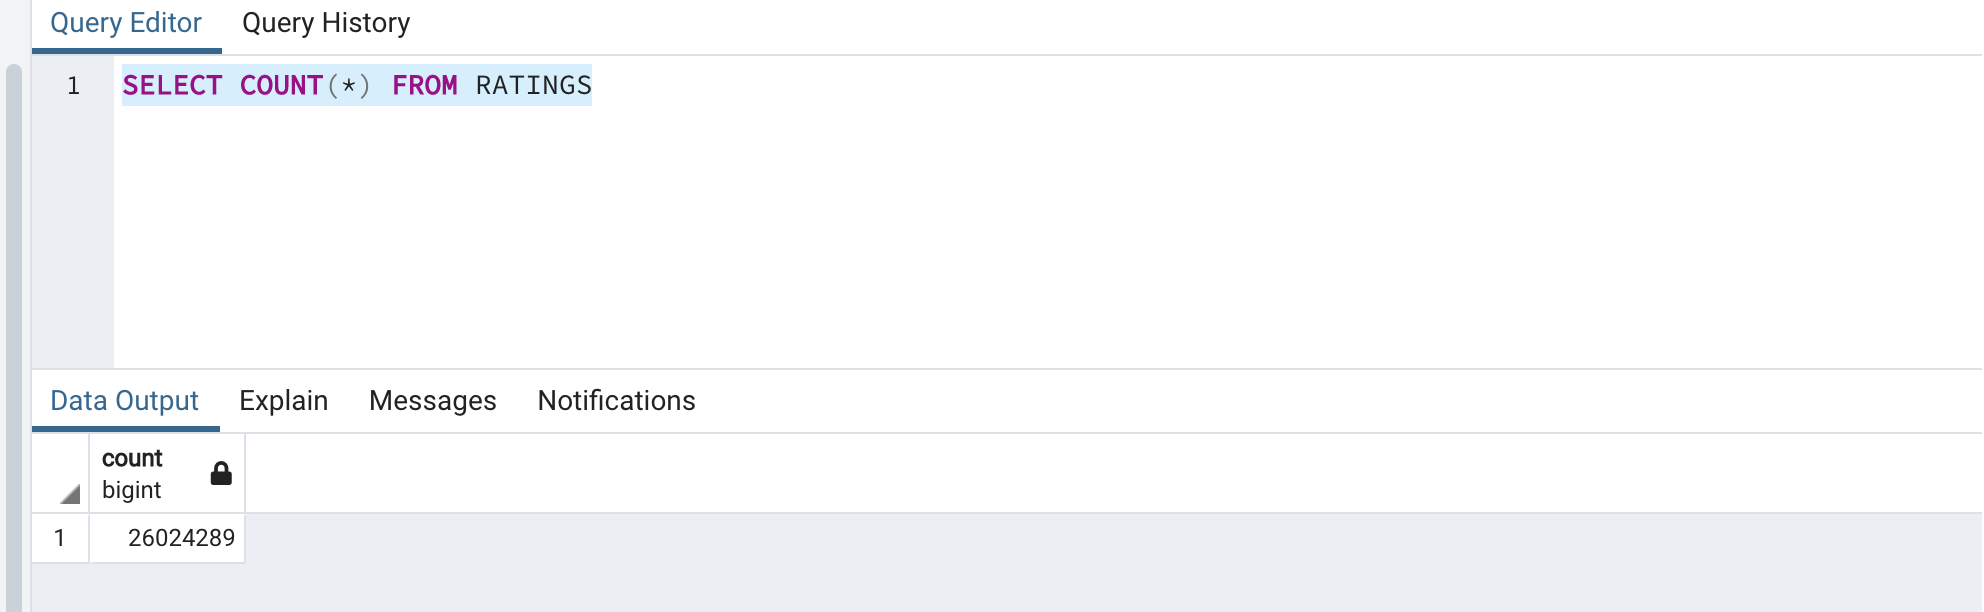 Query Editor Query History
1 SELECT COUNT(*) FROM RATINGS
Data Output Explain Messages Notifications
count
bigint
1 26024289